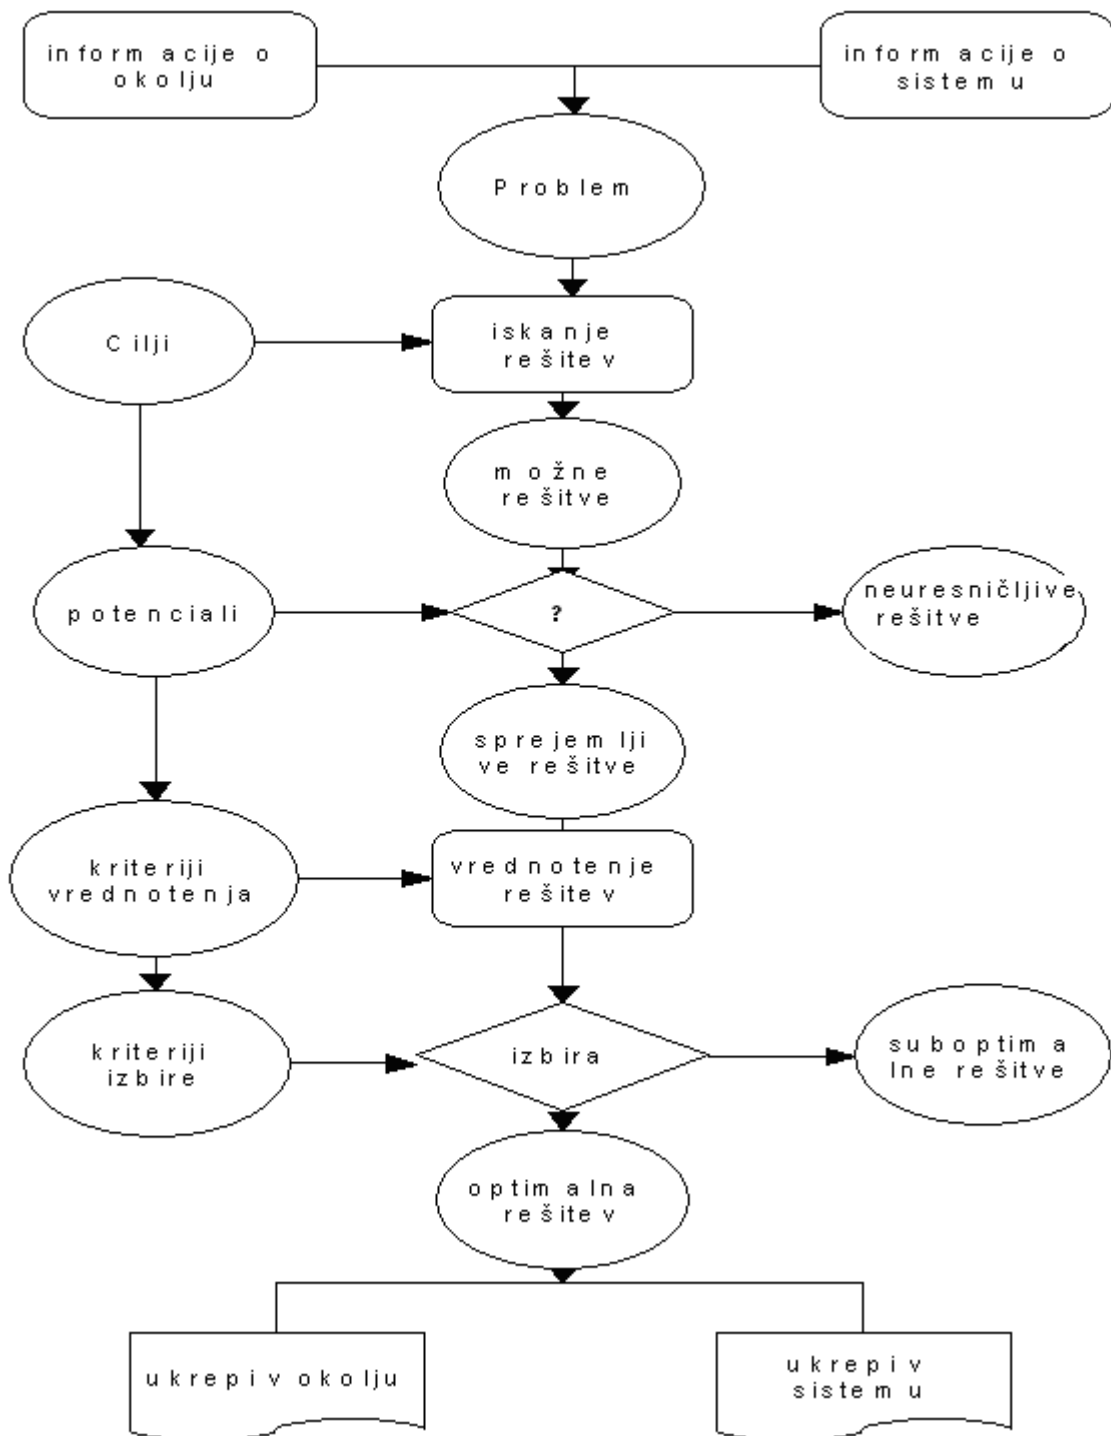 informacije o
okolju
informacije o
sistemu
Problem
Cilji
iskanje
rešitev
možne
rešitve
potenciali
?
neuresničljive
rešitve
sprejemlji
ve rešitve
kriteriji
vrednotenja
vrednotenje
rešitev
kriteriji
izbire
izbira
suboptima
lne rešitve
optimalna
rešitev
ukrepi v okolju
ukrepi v
sistemu